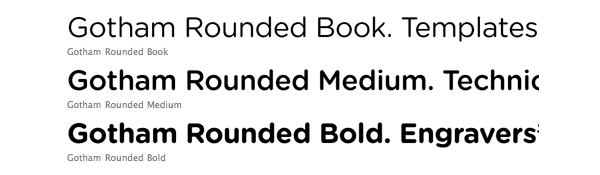 Gotham Rounded Book. Templates
Gotham Rounded Book
Gotham Rounded Medium.
Gotham Rounded Medium
Gotham Rounded Bold. Engravers'
Gotham Rounded Bold